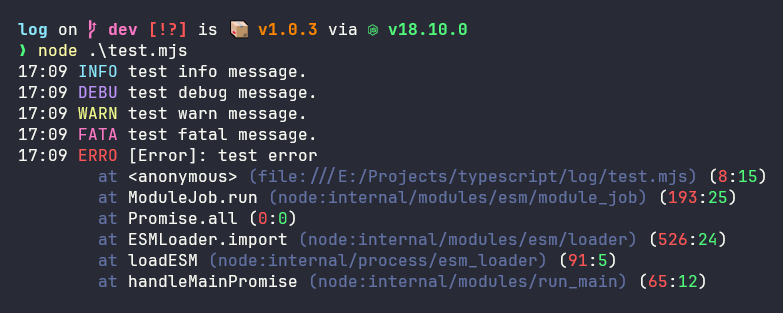 log on dev [!?] is v1.0.3 via v18.10.0
❯ node .\test.mjs
17:09 INFO test info message.
17:09 DEBU test debug message.
17:09 WARN test warn message.
17:09 FATA test fatal message.
17:09 ERRO [Error]: test error
at <anonymous> (file:///E:/Projects/typescript/log/test.mjs) (8:15)
at ModuleJob.run (node:internal/modules/esm/module_job) (193:25)
at Promise.all (0:0)
at ESMLoader.import (node:internal/modules/esm/loader) (526:24)
at loadESM (node:internal/process/esm_loader) (91:5)
at handleMainPromise (node:internal/modules/run_main) (65:12)